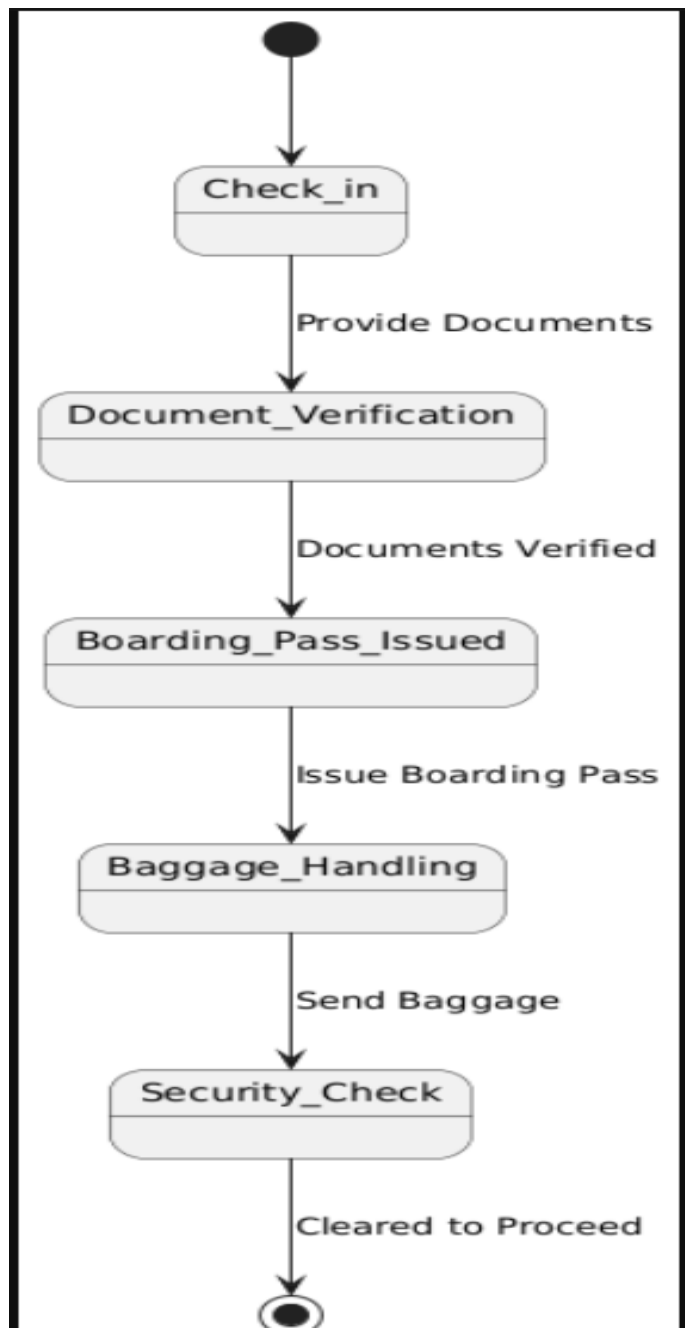 Check_in
Provide Documents
Document_Verification
Documents Verified
Boarding_Pass_Issued
Issue Boarding Pass
Baggage_Handling
Send Baggage
Security_Check
Cleared to Proceed